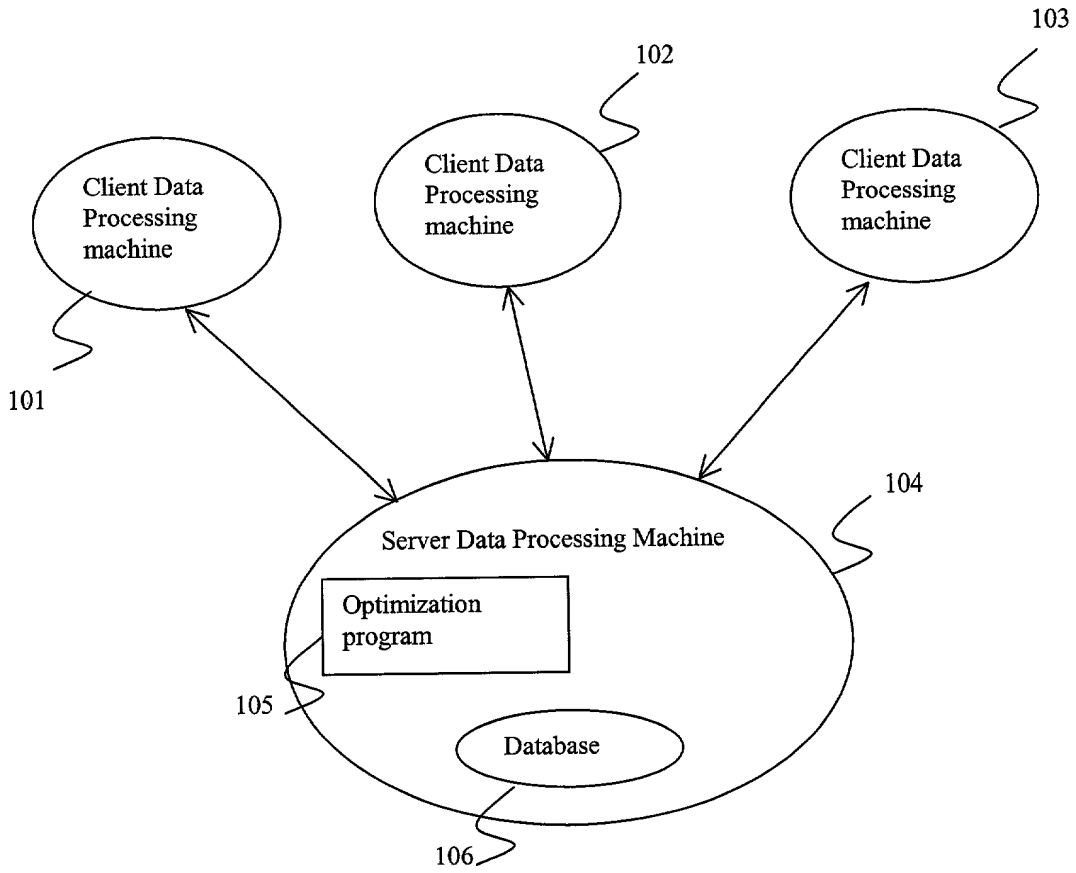 103
102
Client Data
Processing
machine
Client Data
Processing
machine
Client Data
Processing
machine
101
104
Server Data Processing Machine
Optimization
program
105
Database
106